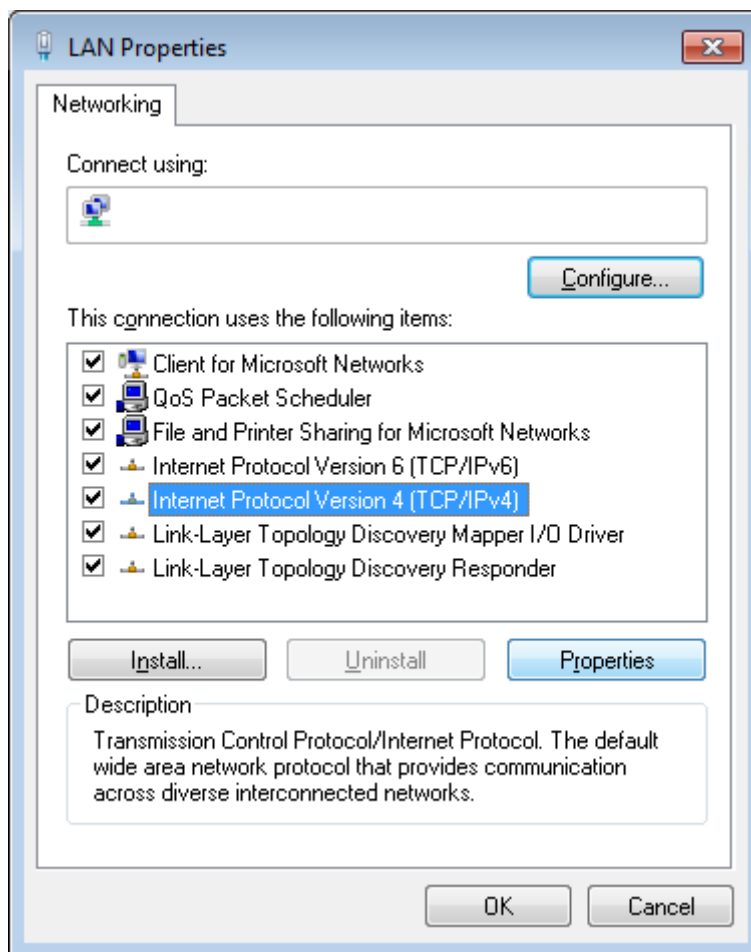 LAN Properties
Networking
Connect using:
Configure...
This connection uses the following items:
Client for Microsoft Networks
QoS Packet Scheduler
File and Printer Sharing for Microsoft Networks
Internet Protocol Version 6 (TCP/IPv6)
Internet Protocol Version 4 (TCP/IPv4)
Link-Layer Topology Discovery Mapper I/O Driver
Link-Layer Topology Discovery Responder
Install...
Uninstall
Properties
Description
Transmission Control Protocol/Internet Protocol. The default
wide area network protocol that provides communication
across diverse interconnected networks.
OK
Cancel